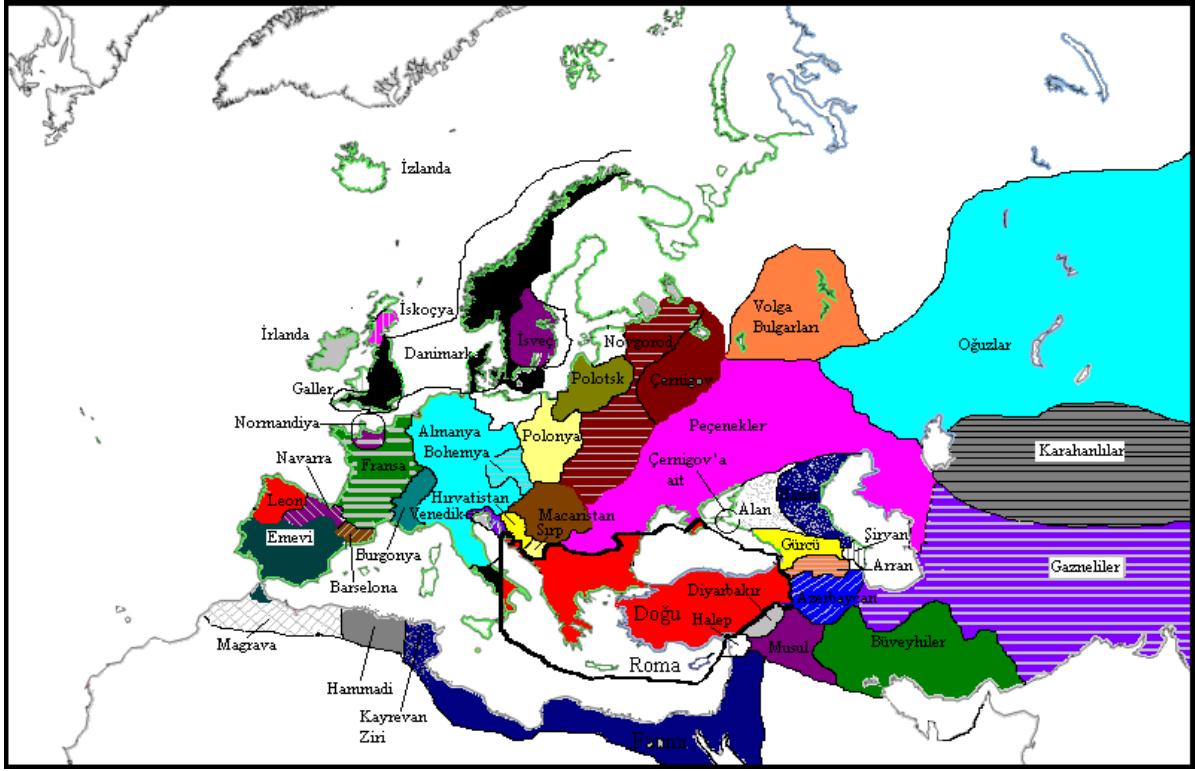 İzlanda
İskoçya
İrlanda
Danimark
İsveç
Novgorod
Volga
Bulgarları
Oğuzlar
Polotsk
Çernigov
Galler
Normandiya
Almanya
Bohemya
Polonya
Peçenekler
Karahanlılar
Navarra
Fransa
Çernigov'a
ait
Leon
Hırvatistan
Venedik
Macaristan
Sırp
Alan
Emevi
Gürcü
Şirvan
Burgonya
Arran
Gazneliler
Barselona
Diyarbakır
Azerbaycan
Doğu
Halep
Magrava
Roma
Musul
Büveyhiler
Hammadi
Kayrevan
Ziri
Fatımi